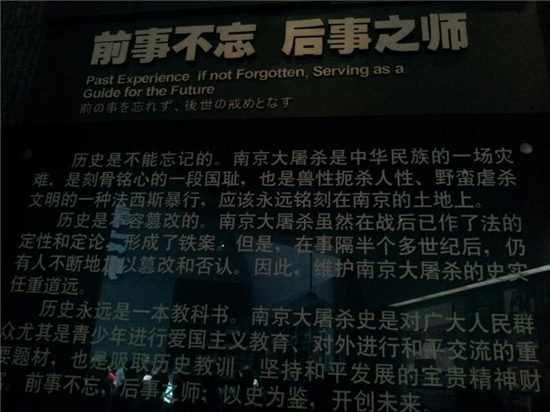 前事不忘 后事之师
Past Experience, if not Forgotten, Serving as a
Guide for the Future
前の事を忘れず、後世の戒めとなす
历史是不能忘记的。南京大屠杀是中华民族的一场灾
难，是刻骨铭心的一段国耻，也是兽性扼杀人性、野蛮虐杀
文明的一种法西斯暴行，应该永远铭刻在南京的土地上。
历史是不容篡改的。南京大屠杀虽然在战后已作了法的
定性和定论，形成了铁案。但是，在事隔半个多世纪后，仍
有人不断地加以篡改和否认。因此，维护南京大屠杀的史实
任重道远。
历史永远是一本教科书。南京大屠杀史是对广大人民群
众尤其是青少年进行爱国主义教育、对外进行和平交流的重
要题材，也是吸取历史教训、坚持和平发展的宝贵精神财
前事不忘，后事之师；以史为鉴，开创未来。